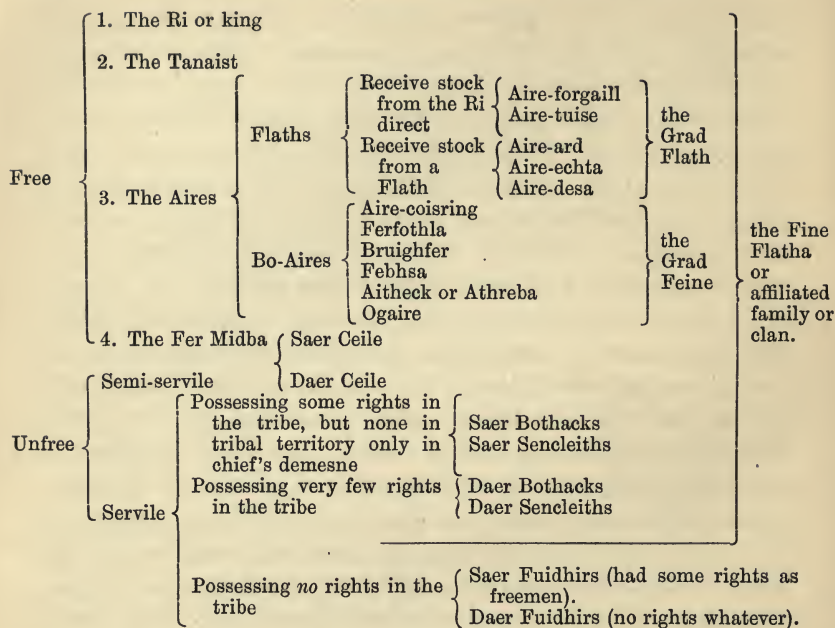 1. The Ri or king
2. The Tanaist
Free
3. The Aires
Flaths
Receive stock
from the Ri
direct
Aire-forgaill
Aire-tuise
Receive stock
from a
Flath
Aire-ard
Aire-echta
Aire-desa
the
Grad
Flath
Bo-Aires
Aire-coisring
Ferfothla
Bruighfer
Febhsa
Aitheck or Athreba
Ogaire
the
Grad
Feine
4. The Fer Midba
Saer Ceile
Daer Ceile
Unfree
Semi-servile
Servile
Possessing some rights in
the tribe, but none in
tribal territory only in
chief's demesne
Saer Bothacks
Saer Sencleiths
Possessing very few rights
in the tribe
Daer Bothacks
Daer Sencleiths
the Fine
Flatha
or
affiliated
family or
clan.
Possessing no rights in the
tribe
Saer Fuidhirs (had some rights as
freemen).
Daer Fuidhirs (no rights whatever).